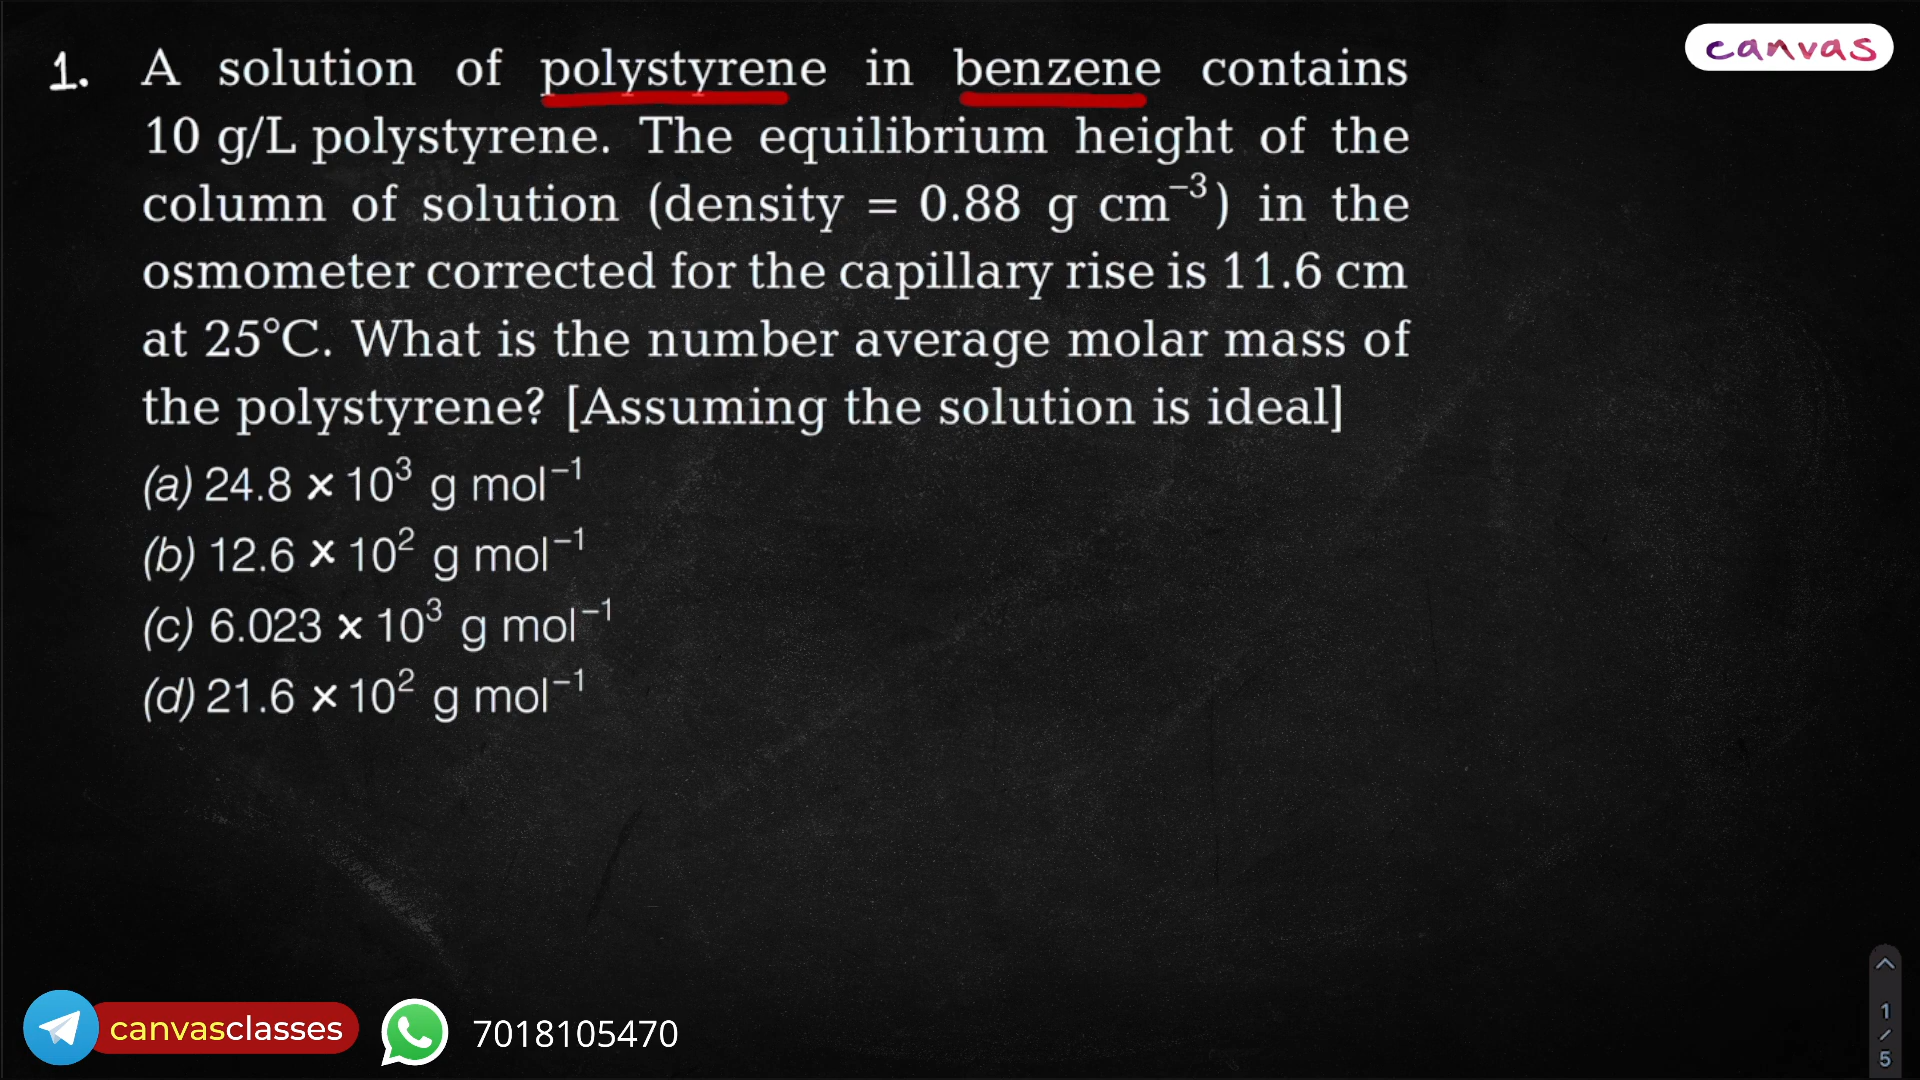 canvas
1. A solution of polystyrene in benzene contains
10 g/L polystyrene. The equilibrium height of the
column of solution (density = 0.88 g cm⁻³) in the
osmometer corrected for the capillary rise is 11.6 cm
at 25°C. What is the number average molar mass of
the polystyrene? [Assuming the solution is ideal]
(a) 24.8 × 10³ g mol⁻¹
(b) 12.6 × 10² g mol⁻¹
(c) 6.023 × 10³ g mol⁻¹
(d) 21.6 × 10² g mol⁻¹
canvasclasses 7018105470
1
/
5